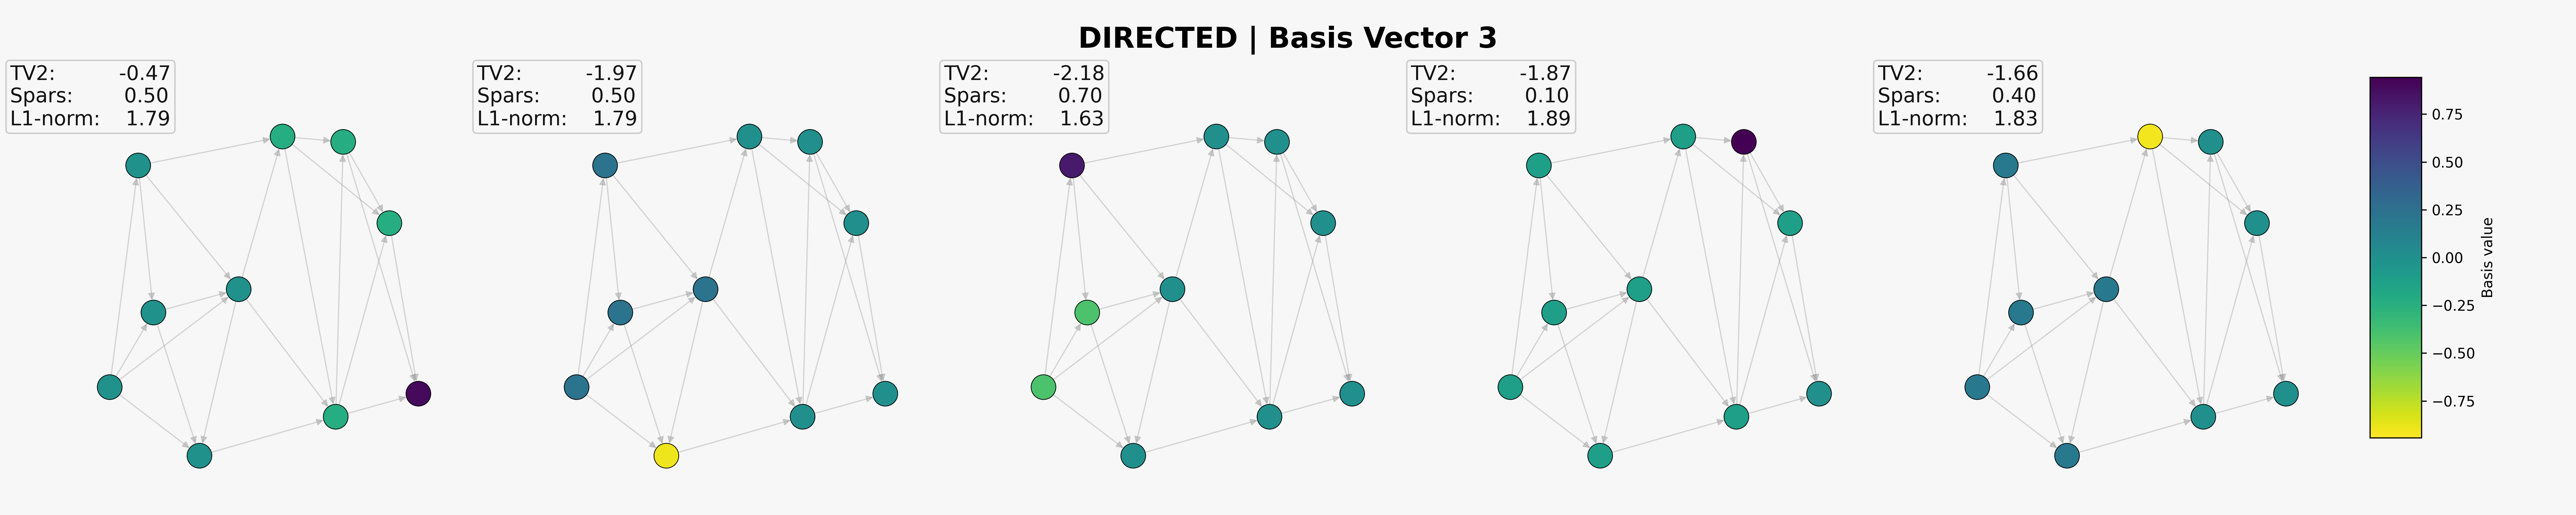 DIRECTED | Basis Vector 3
TV2: -0.47
Spars: 0.50
L1-norm: 1.79
TV2: -1.97
Spars: 0.50
L1-norm: 1.79
TV2: -2.18
Spars: 0.70
L1-norm: 1.63
TV2: -1.87
Spars: 0.10
L1-norm: 1.89
TV2: -1.66
Spars: 0.40
L1-norm: 1.83
0.75
0.50
0.25
0.00
−0.25
−0.50
−0.75
Basis value